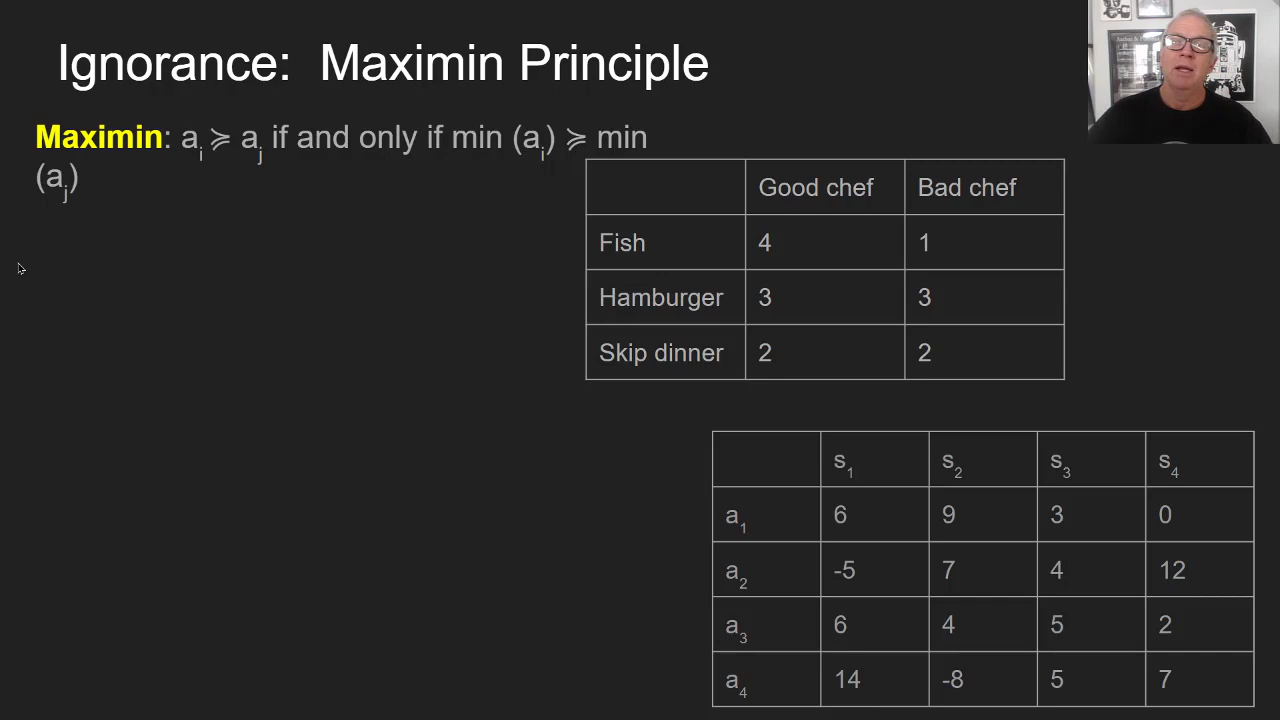 Ignorance:  Maximin Principle
Maximin: aᵢ ≽ aⱼ if and only if min (aᵢ) ≽ min
(aⱼ)
Good chef Bad chef
Fish 4 1
Hamburger 3 3
Skip dinner 2 2
s₁ s₂ s₃ s₄
a₁ 6 9 3 0
a₂ -5 7 4 12
a₃ 6 4 5 2
a₄ 14 -8 5 7